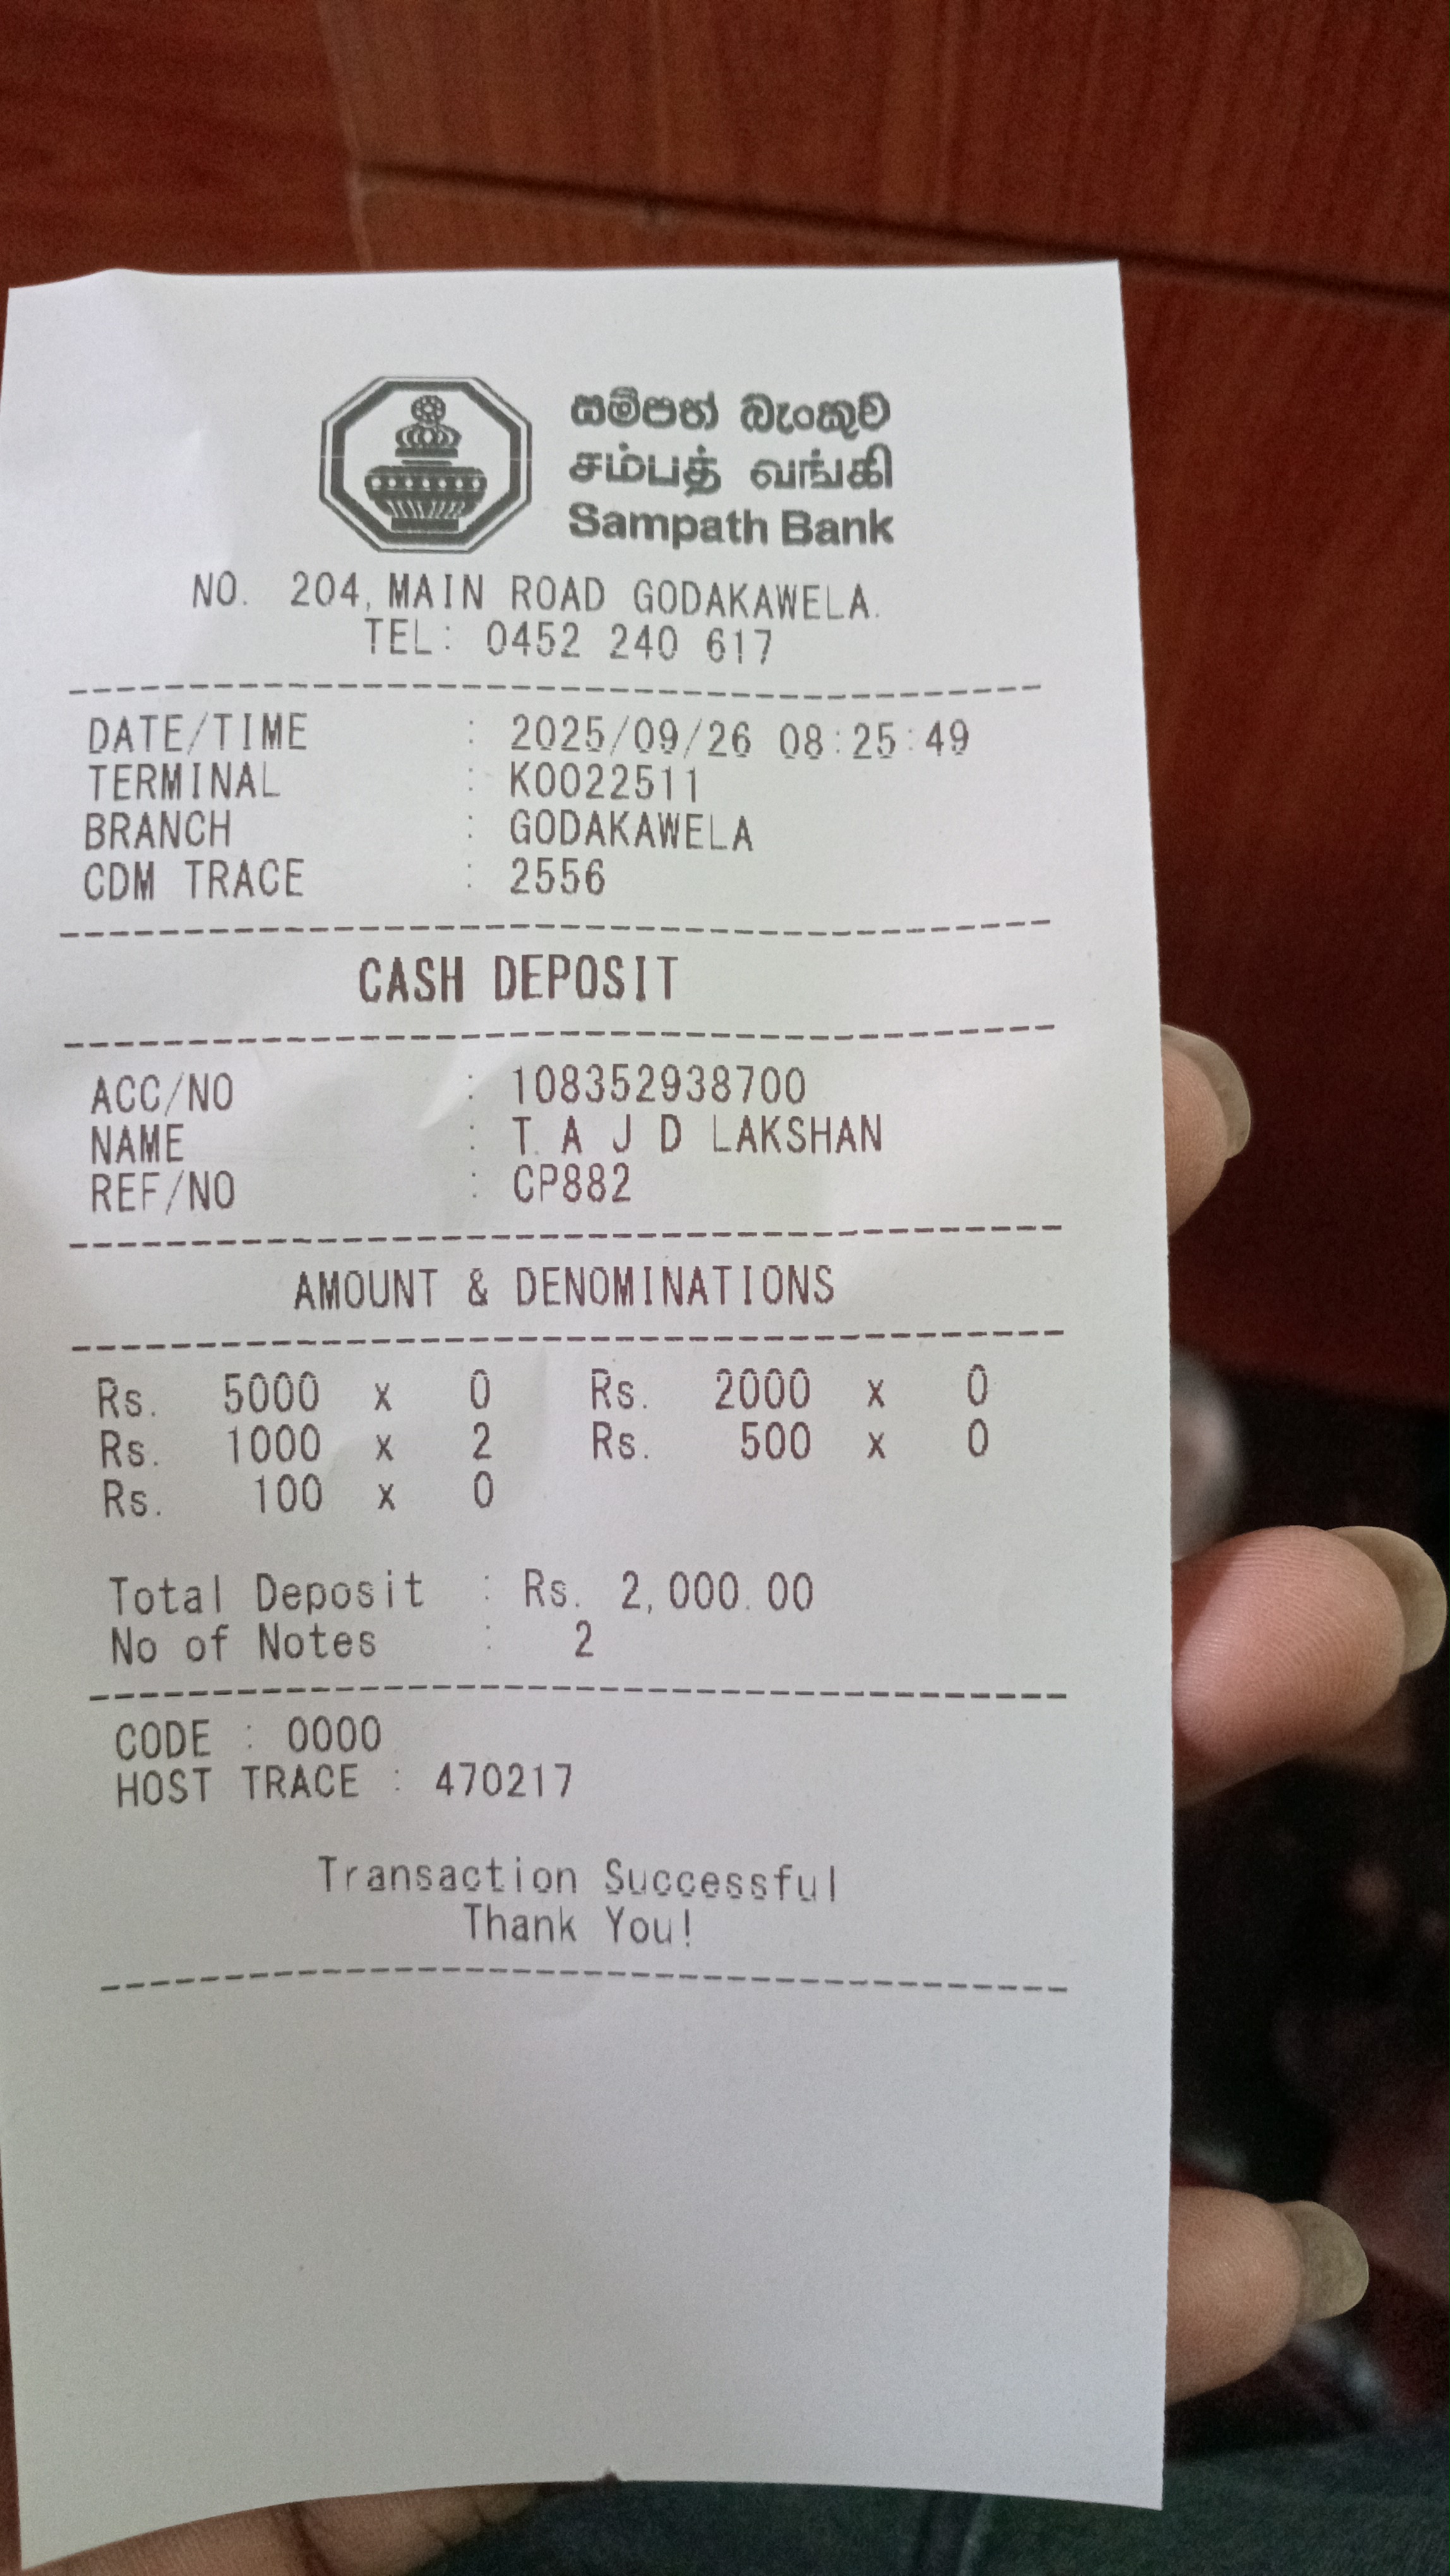 සම්පත් බැංකුව
சம்பத் வங்கி
Sampath Bank
NO. 204, MAIN ROAD GODAKAWELA.
TEL: 0452 240 617
DATE/TIME : 2025/09/26 08:25:49
TERMINAL : K0022511
BRANCH : GODAKAWELA
CDM TRACE : 2556
CASH DEPOSIT
ACC/NO : 108352938700
NAME : T. A J D LAKSHAN
REF/NO : CP882
AMOUNT & DENOMINATIONS
Rs. 5000 x 0 Rs. 2000 x 0
Rs. 1000 x 2 Rs. 500 x 0
Rs. 100 x 0
Total Deposit : Rs. 2,000.00
No of Notes : 2
CODE : 0000
HOST TRACE : 470217
Transaction Successful
Thank You!